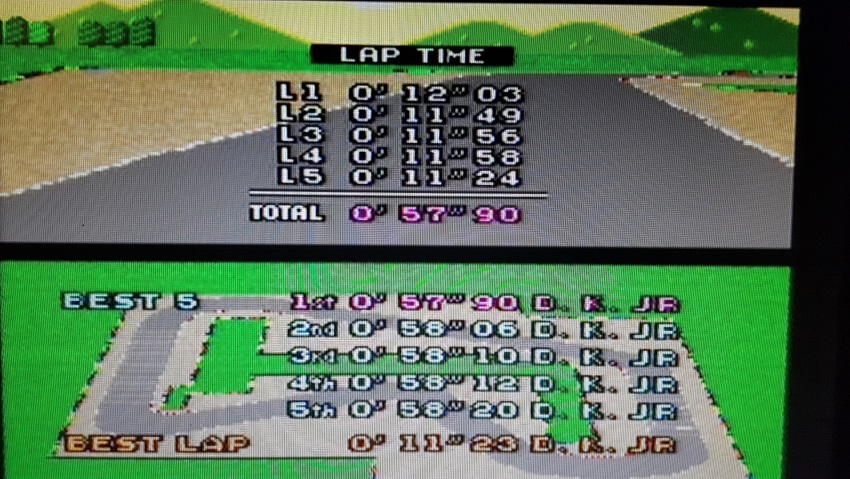 LAP TIME
L1 0' 12" 03
L2 0' 11" 49
L3 0' 11" 56
L4 0' 11" 58
L5 0' 11" 24
TOTAL 0' 57" 90
BEST 5 1st 0' 57" 90 D. K. JR
2nd 0' 58" 06 D. K. JR
3rd 0' 58" 10 D. K. JR
4th 0' 58" 12 D. K. JR
5th 0' 58" 20 D. K. JR
BEST LAP 0' 11" 23 D. K. JR